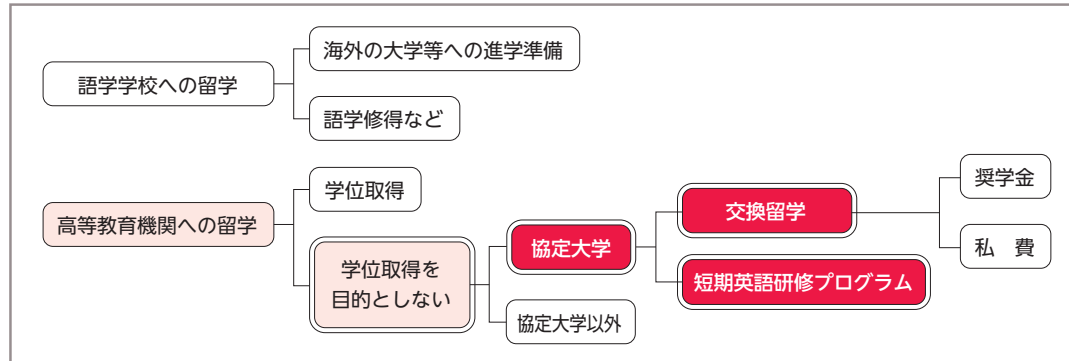 語学学校への留学
海外の大学等への進学準備
語学修得など
高等教育機関への留学
学位取得
学位取得を
目的としない
協定大学
協定大学以外
交換留学
短期英語研修プログラム
奨学金
私　費